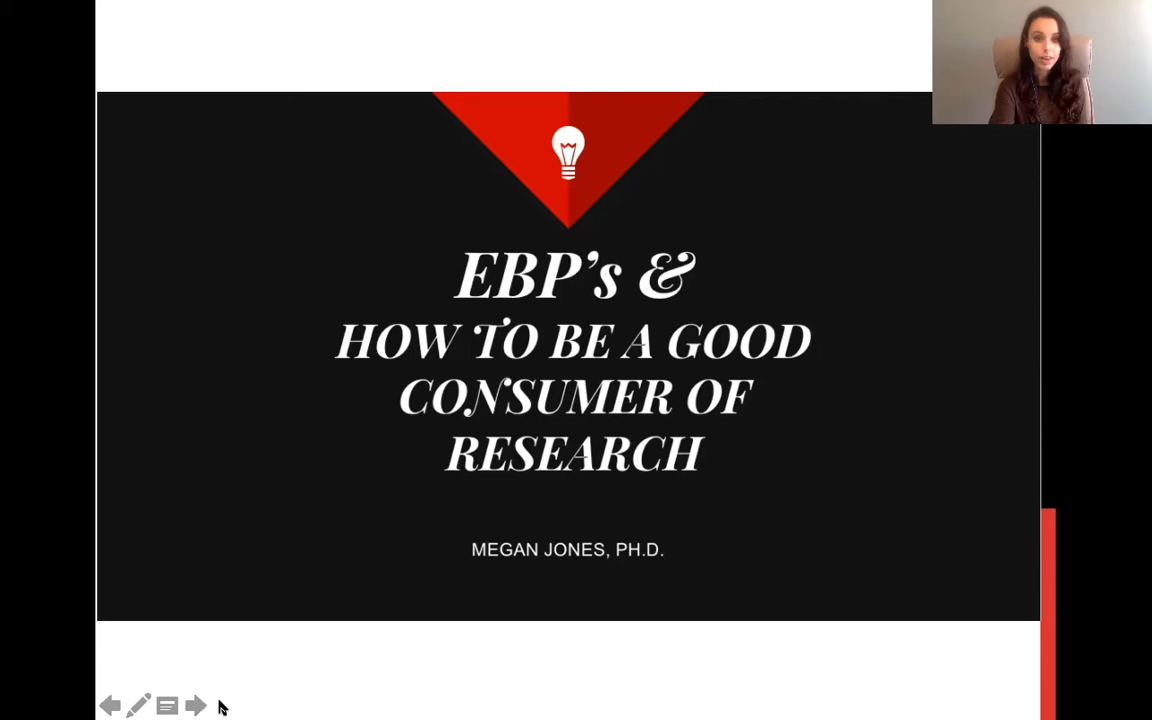 EBP’s &
HOW TO BE A GOOD
CONSUMER OF
RESEARCH
MEGAN JONES, PH.D.